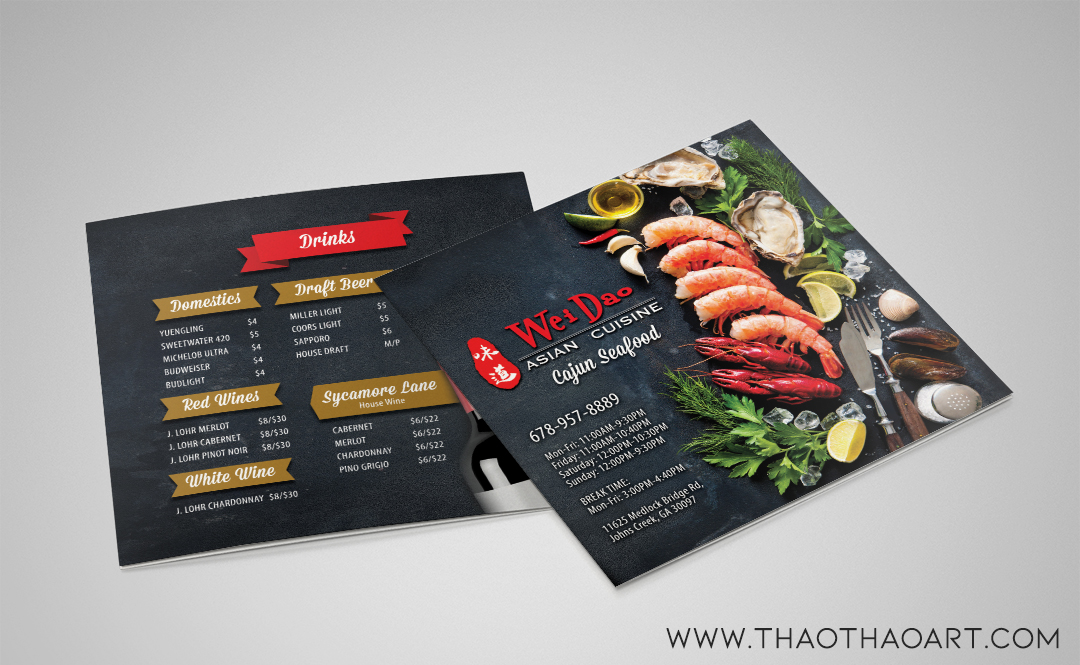 Drinks
Domestics
YUENGLING $4
SWEETWATER 420 $5
MICHELOB ULTRA $4
BUDWEISER $4
BUDLIGHT $4
Draft Beer
MILLER LIGHT $5
COORS LIGHT $5
SAPPORO $6
HOUSE DRAFT M/P
Red Wines
J. LOHR MERLOT $8/$30
J. LOHR CABERNET $8/$30
J. LOHR PINOT NOIR $8/$30
Sycamore Lane
House Wine
CABERNET $6/$22
MERLOT $6/$22
CHARDONNAY $6/$22
PINO GRIGIO $6/$22
White Wine
J. LOHR CHARDONNAY $8/$30
味道
Wei Dao
ASIAN CUISINE
Cajun Seafood
678-957-8889
Mon-Fri: 11:00AM-9:30PM
Friday: 11:00AM-10:40PM
Saturday: 12:00PM-10:30PM
Sunday: 12:00PM-9:30PM
BREAK TIME:
Mon-Fri: 3:00PM-4:40PM
11625 Medlock Bridge Rd,
Johns Creek, GA 30097
WWW.THAOTHAOART.COM